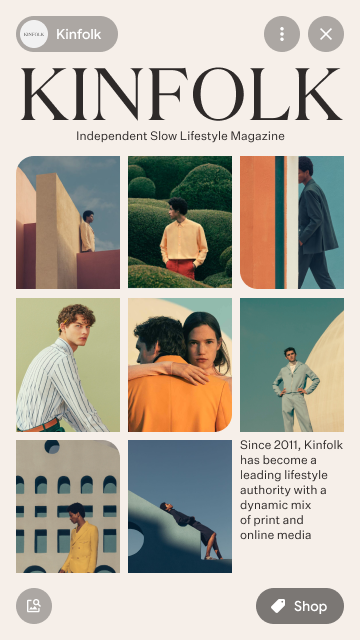 KINFOLK
Kinfolk
KINFOLK
Independent Slow Lifestyle Magazine
Since 2011, Kinfolk
has become a
leading lifestyle
authority with a
dynamic mix
of print and
online media
Shop